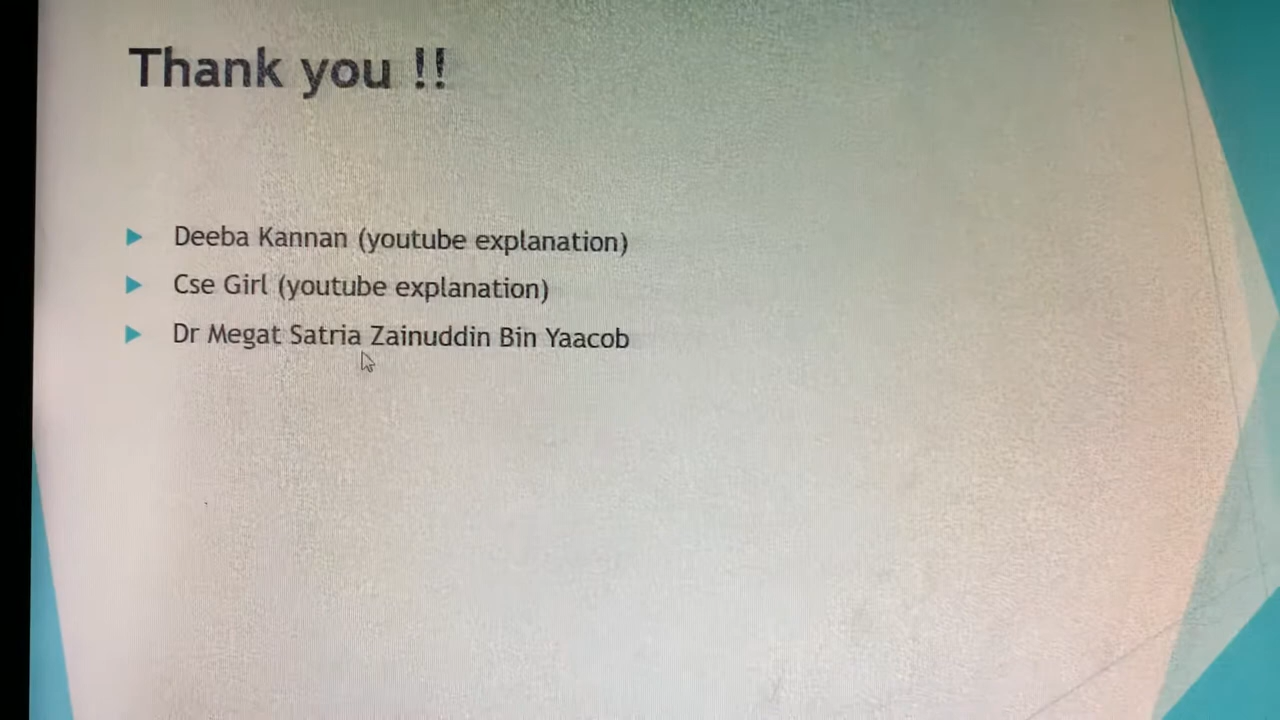 Thank you !!
Deeba Kannan (youtube explanation)
Cse Girl (youtube explanation)
Dr Megat Satria Zainuddin Bin Yaacob